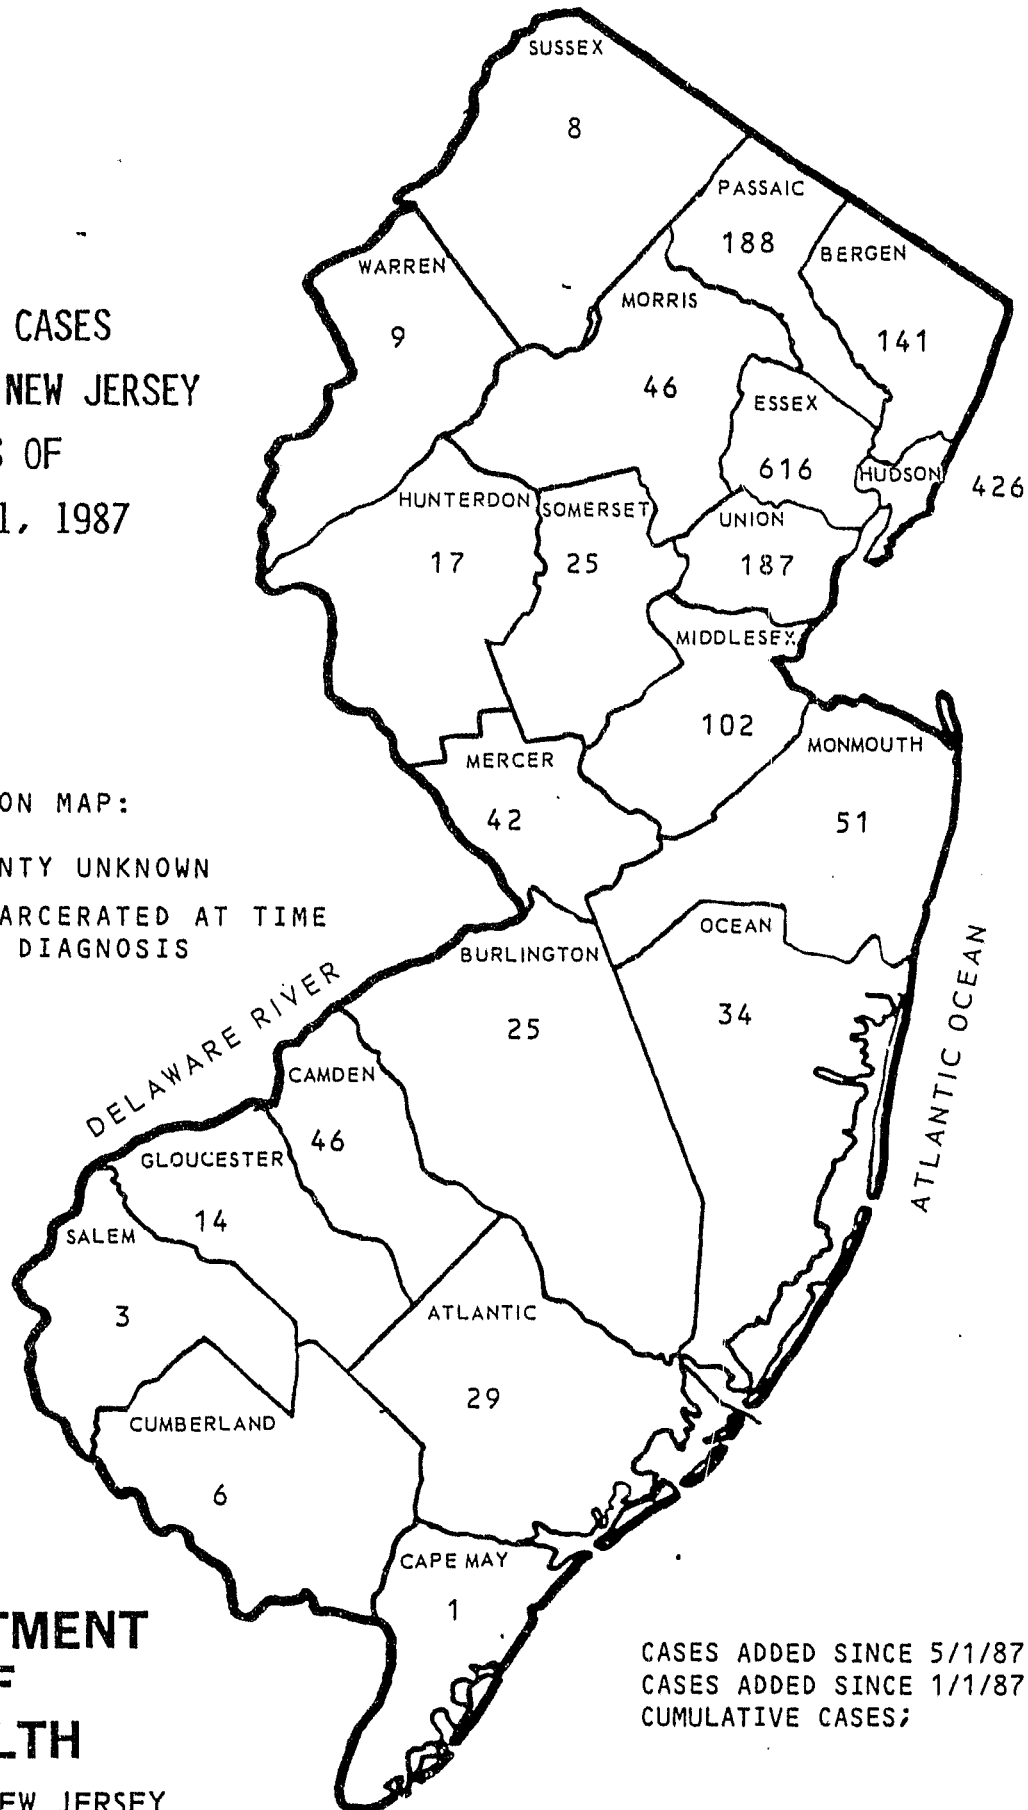 SUSSEX
8
PASSAIC
188
BERGEN
141
WARREN
9
MORRIS
46
CASES
NEW JERSEY
OF
1, 1987
ESSEX
616
HUDSON
426
HUNTERDON
17
SOMERSET
25
UNION
187
MIDDLESEX
102
MERCER
42
MONMOUTH
51
ON MAP:
NTY UNKNOWN
ARCERATED AT TIME
DIAGNOSIS
OCEAN
34
BURLINGTON
25
DELAWARE RIVER
ATLANTIC OCEAN
CAMDEN
46
GLOUCESTER
14
SALEM
3
ATLANTIC
29
CUMBERLAND
6
CAPE MAY
1
TMENT
F
LTH
EW JERSEY
CASES ADDED SINCE 5/1/87
CASES ADDED SINCE 1/1/87
CUMULATIVE CASES;